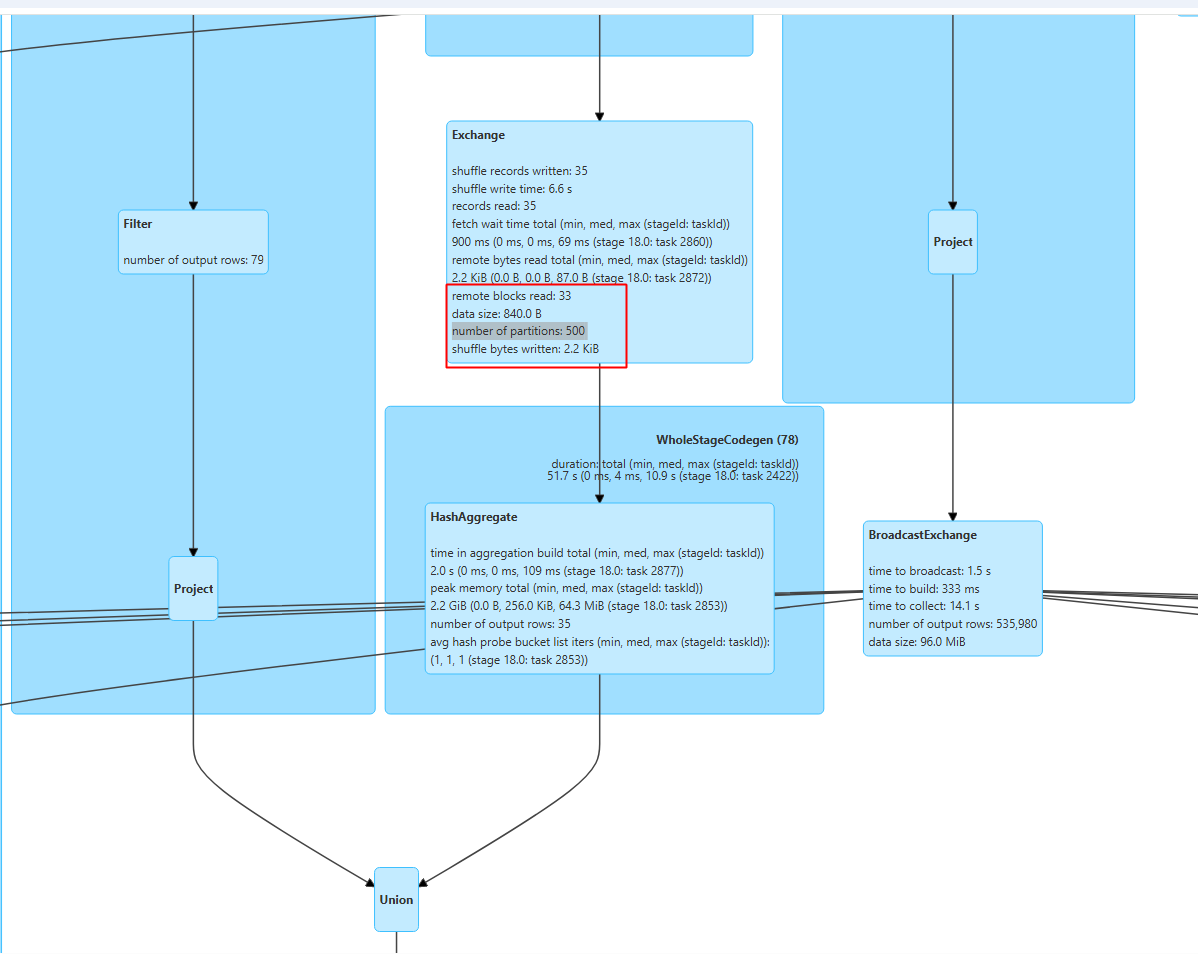 Exchange
shuffle records written: 35
shuffle write time: 6.6 s
records read: 35
fetch wait time total (min, med, max (stageId: taskId))
900 ms (0 ms, 0 ms, 69 ms (stage 18.0: task 2860))
remote bytes read total (min, med, max (stageId: taskId))
2.2 KiB (0.0 B, 0.0 B, 87.0 B (stage 18.0: task 2872))
remote blocks read: 33
data size: 840.0 B
number of partitions: 500
shuffle bytes written: 2.2 KiB
Filter
number of output rows: 79
Project
WholeStageCodegen (78)
duration: total (min, med, max (stageId: taskId))
51.7 s (0 ms, 4 ms, 10.9 s (stage 18.0: task 2422))
HashAggregate
time in aggregation build total (min, med, max (stageId: taskId))
2.0 s (0 ms, 0 ms, 109 ms (stage 18.0: task 2877))
peak memory total (min, med, max (stageId: taskId))
2.2 GiB (0.0 B, 256.0 KiB, 64.3 MiB (stage 18.0: task 2853))
number of output rows: 35
avg hash probe bucket list iters (min, med, max (stageId: taskId)):
(1, 1, 1 (stage 18.0: task 2853))
BroadcastExchange
time to broadcast: 1.5 s
time to build: 333 ms
time to collect: 14.1 s
number of output rows: 535,980
data size: 96.0 MiB
Project
Union